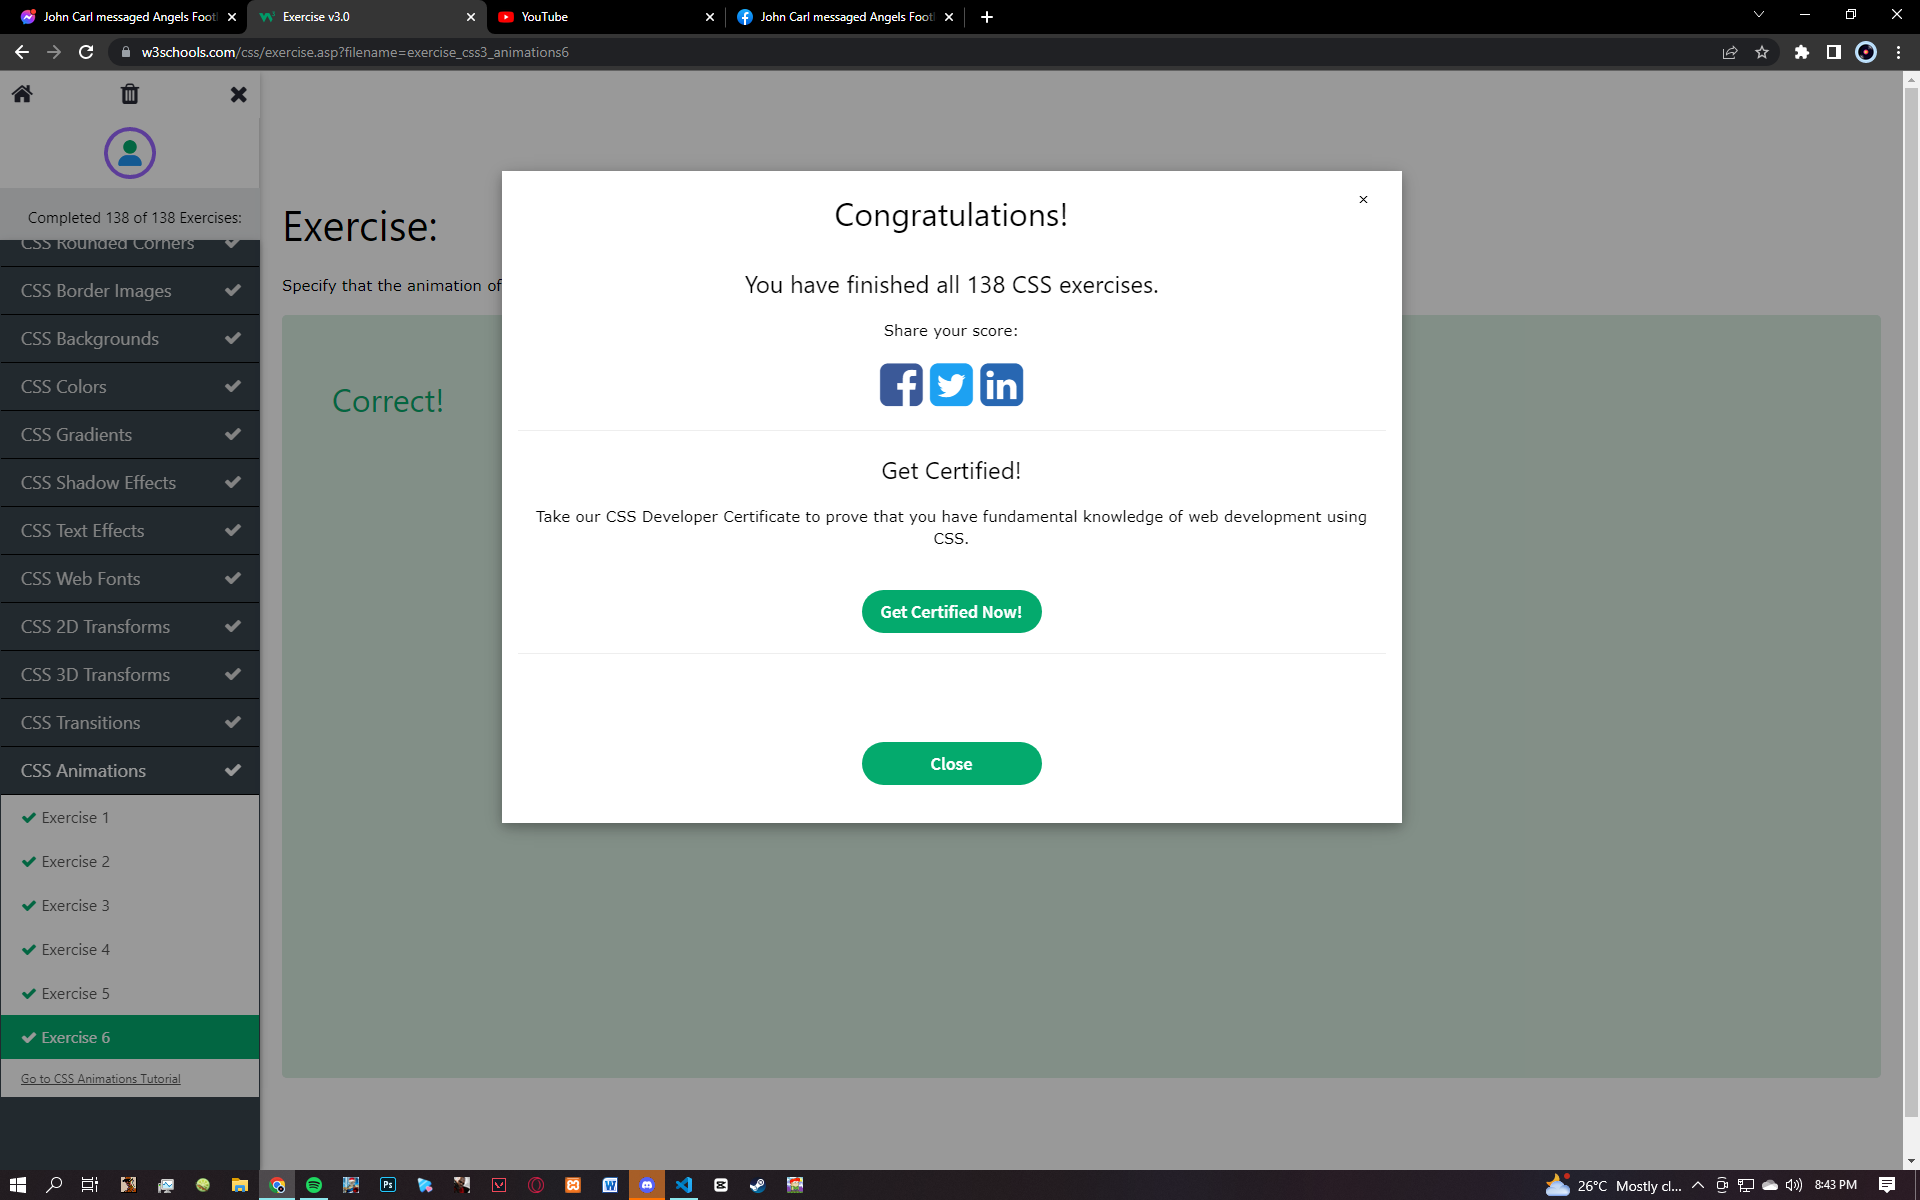 John Carl messaged Angels Foot
Exercise v3.0
YouTube
John Carl messaged Angels Foot
w3schools.com/css/exercise.asp?filename=exercise_css3_animations6
Completed 138 of 138 Exercises:
CSS Rounded Corners
CSS Border Images
CSS Backgrounds
CSS Colors
CSS Gradients
CSS Shadow Effects
CSS Text Effects
CSS Web Fonts
CSS 2D Transforms
CSS 3D Transforms
CSS Transitions
CSS Animations
Exercise 1
Exercise 2
Exercise 3
Exercise 4
Exercise 5
Exercise 6
Go to CSS Animations Tutorial
Exercise:
Specify that the animation of
Correct!
×
Congratulations!
You have finished all 138 CSS exercises.
Share your score:
Get Certified!
Take our CSS Developer Certificate to prove that you have fundamental knowledge of web development using
CSS.
Get Certified Now!
Close
26°C Mostly cl...
8:43 PM